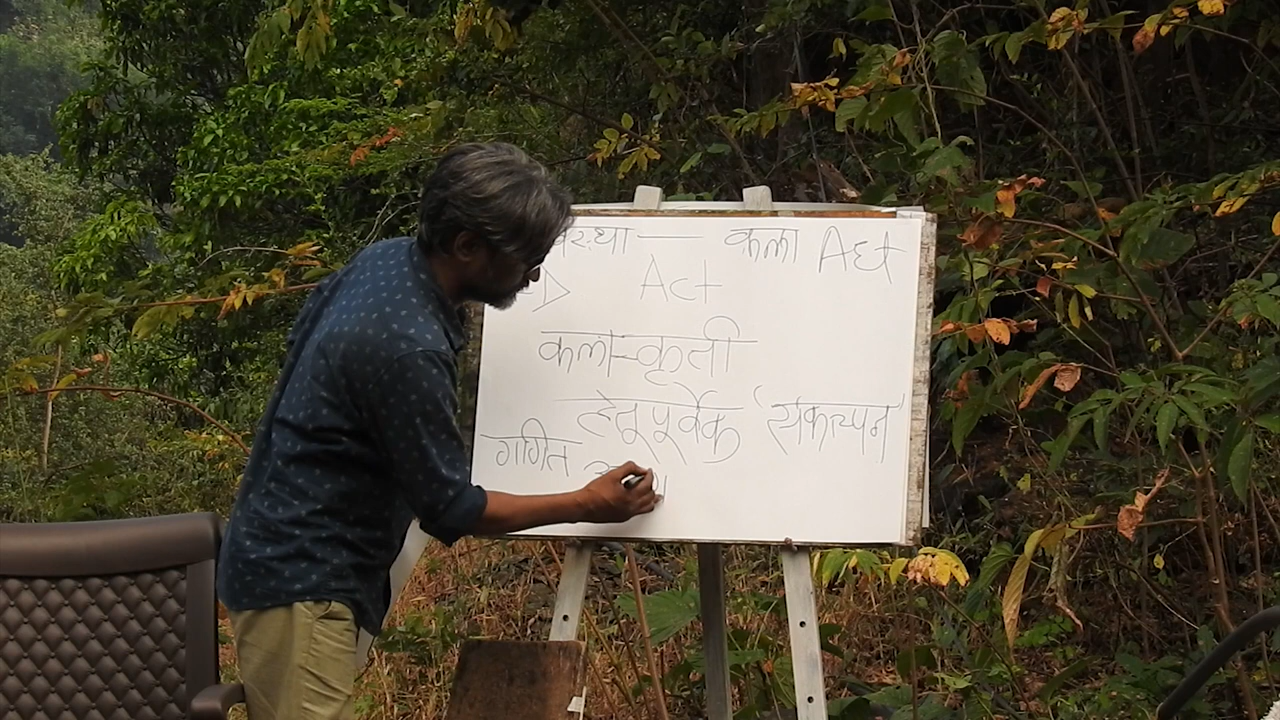 कला Act
Act
कला-कृती
हेतूपूर्वक 'संकल्पन'
गणित